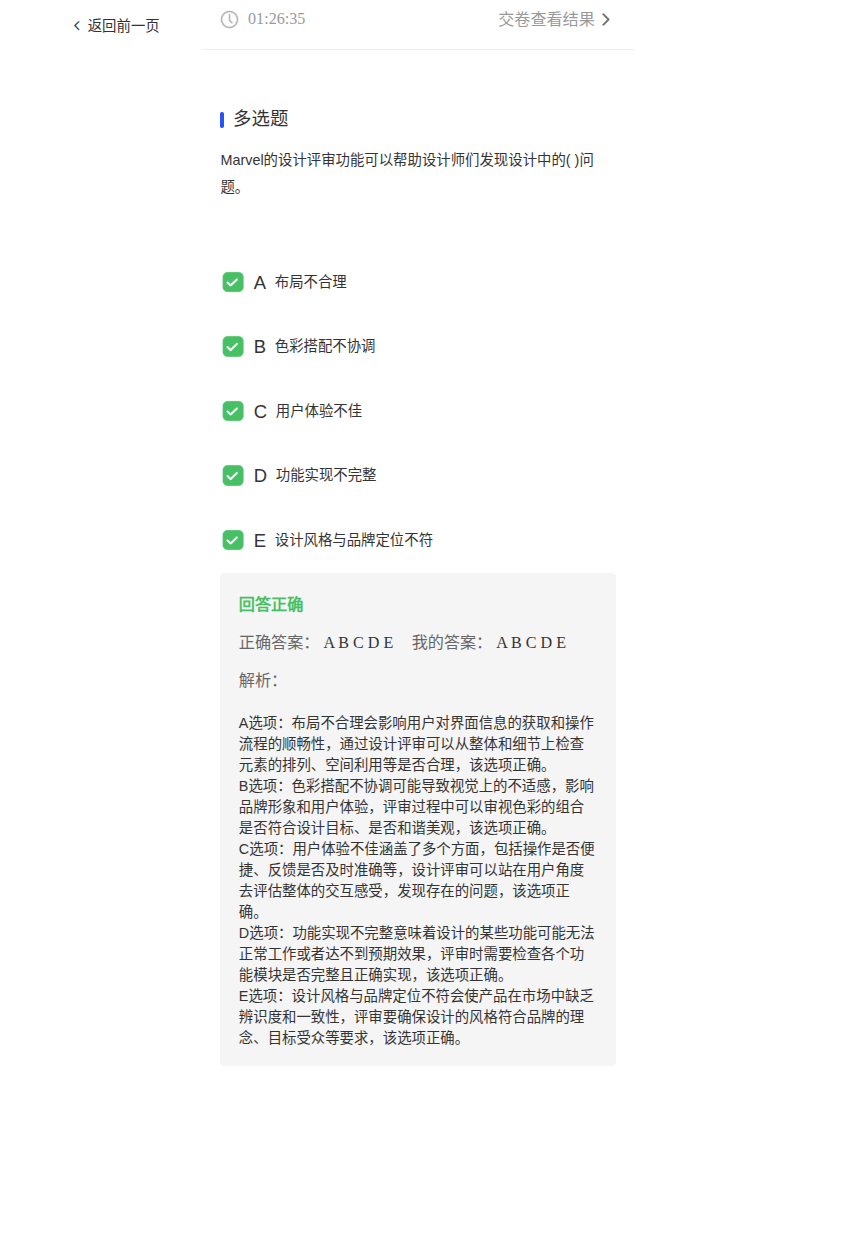 返回前一页
01:26:35
交卷查看结果
多选题
Marvel的设计评审功能可以帮助设计师们发现设计中的( )问
题。
A 布局不合理
B 色彩搭配不协调
C 用户体验不佳
D 功能实现不完整
E 设计风格与品牌定位不符
回答正确
正确答案： A B C D E 我的答案： A B C D E
解析：
A选项：布局不合理会影响用户对界面信息的获取和操作
流程的顺畅性，通过设计评审可以从整体和细节上检查
元素的排列、空间利用等是否合理，该选项正确。
B选项：色彩搭配不协调可能导致视觉上的不适感，影响
品牌形象和用户体验，评审过程中可以审视色彩的组合
是否符合设计目标、是否和谐美观，该选项正确。
C选项：用户体验不佳涵盖了多个方面，包括操作是否便
捷、反馈是否及时准确等，设计评审可以站在用户角度
去评估整体的交互感受，发现存在的问题，该选项正
确。
D选项：功能实现不完整意味着设计的某些功能可能无法
正常工作或者达不到预期效果，评审时需要检查各个功
能模块是否完整且正确实现，该选项正确。
E选项：设计风格与品牌定位不符会使产品在市场中缺乏
辨识度和一致性，评审要确保设计的风格符合品牌的理
念、目标受众等要求，该选项正确。